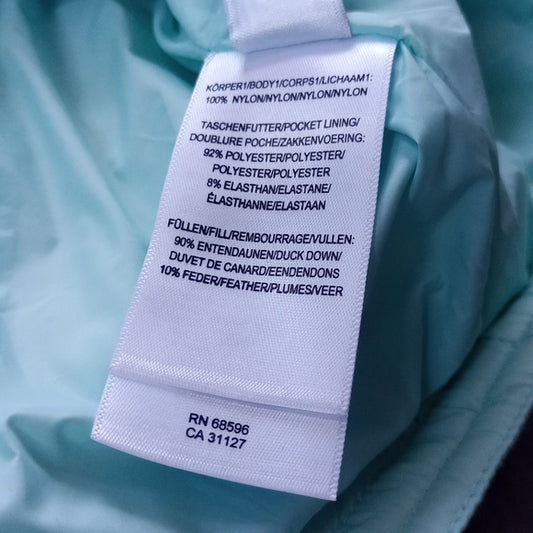 KÖRPER1/BODY1/CORPS1/LICHAAM1:
100% NYLON/NYLON/NYLON/NYLON
TASCHENFUTTER/POCKET LINING/
DOUBLURE POCHE/ZAKKENVOERING:
92% POLYESTER/POLYESTER/
POLYESTER/POLYESTER
8% ELASTHAN/ELASTANE/
ÉLASTHANNE/ELASTAAN
FÜLLEN/FILL/REMBOURRAGE/VULLEN:
90% ENTENDAUNEN/DUCK DOWN/
DUVET DE CANARD/EENDENDONS
10% FEDER/FEATHER/PLUMES/VEER
RN 68596
CA 31127